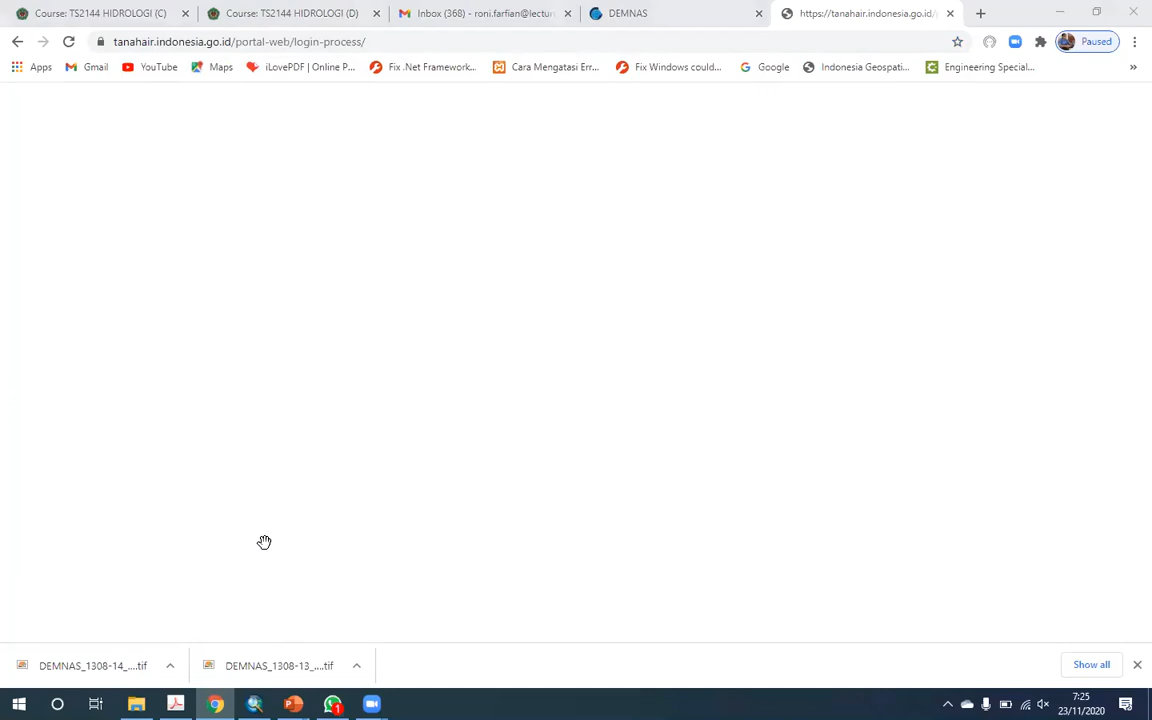 Course: TS2144 HIDROLOGI (C)
Course: TS2144 HIDROLOGI (D)
Inbox (368) - roni.farfian@lectur
DEMNAS
https://tanahair.indonesia.go.id/
tanahair.indonesia.go.id/portal-web/login-process/
Paused
Apps
Gmail
YouTube
Maps
iLovePDF | Online P...
Fix .Net Framework...
Cara Mengatasi Err...
Fix Windows could...
Google
Indonesia Geospati...
Engineering Special...
DEMNAS_1308-14_....tif
DEMNAS_1308-13_....tif
Show all
1
7:25
23/11/2020